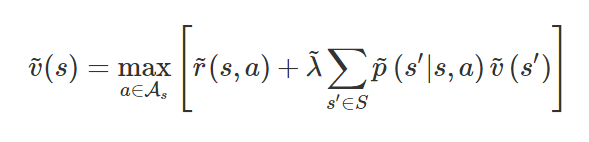 ṽ(s) = max_{a∈𝒜_s} [ r̃(s,a) + λ̃ ∑_{s′∈S} p̃(s′|s,a) ṽ(s′) ]